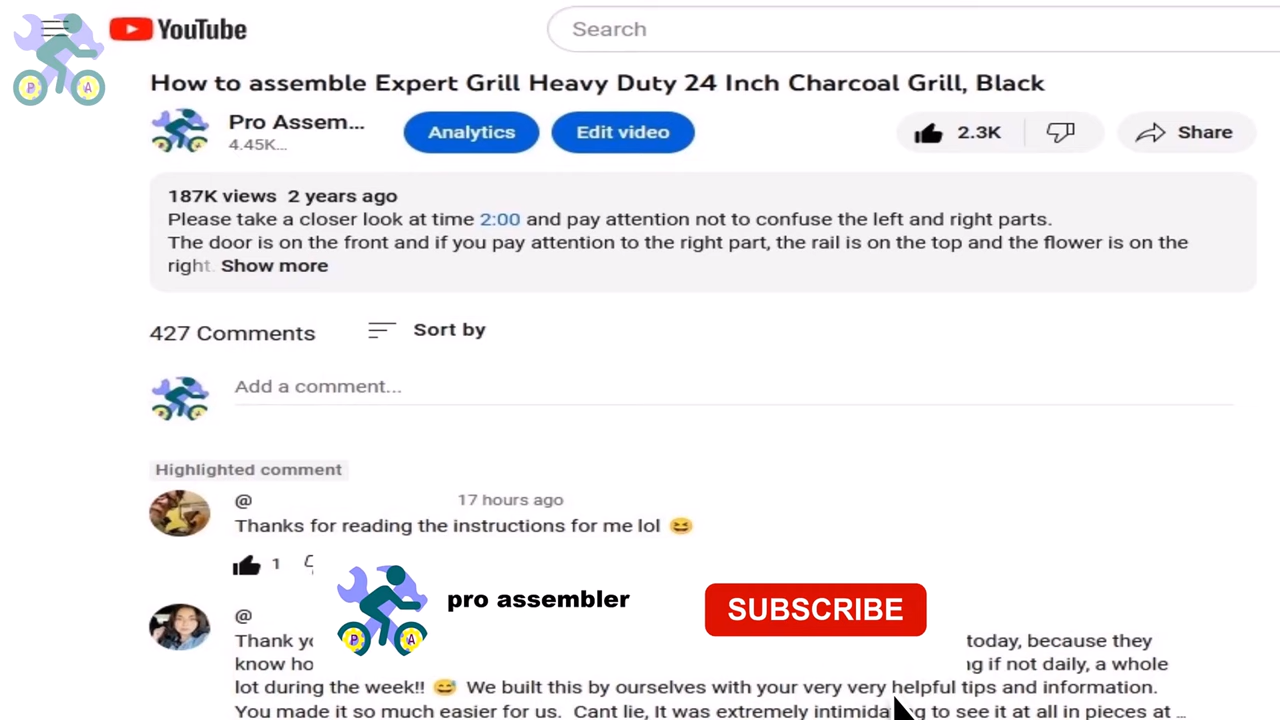 YouTube
Search
P A
How to assemble Expert Grill Heavy Duty 24 Inch Charcoal Grill, Black
Pro Assem...
4.45K...
Analytics
Edit video
2.3K
Share
187K views 2 years ago
Please take a closer look at time 2:00 and pay attention not to confuse the left and right parts.
The door is on the front and if you pay attention to the right part, the rail is on the top and the flower is on the
right. Show more
427 Comments
Sort by
Add a comment...
Highlighted comment
@ 17 hours ago
Thanks for reading the instructions for me lol 😆
1
P A
pro assembler
SUBSCRIBE
@
Thank today, because they
know if not daily, a whole
lot during the week!! 😅 We built this by ourselves with your very very helpful tips and information.
You made it so much easier for us. Cant lie, It was extremely to see it at all in pieces at ...